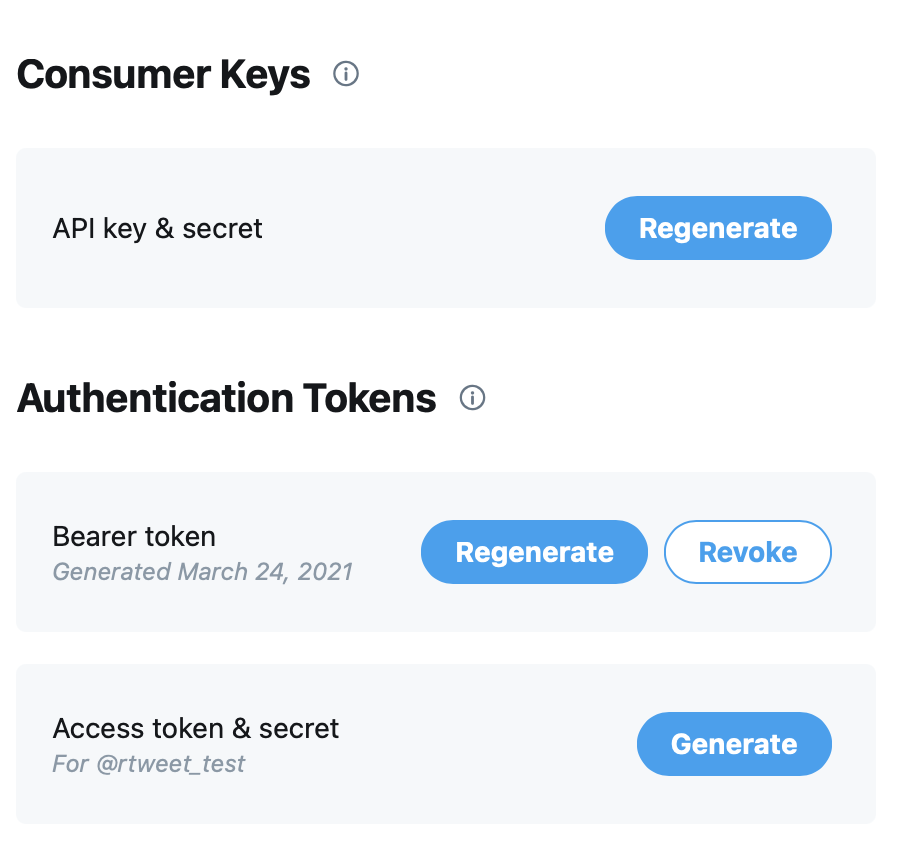 Consumer Keys
API key & secret
Regenerate
Authentication Tokens
Bearer token
Generated March 24, 2021
Regenerate
Revoke
Access token & secret
For @rtweet_test
Generate